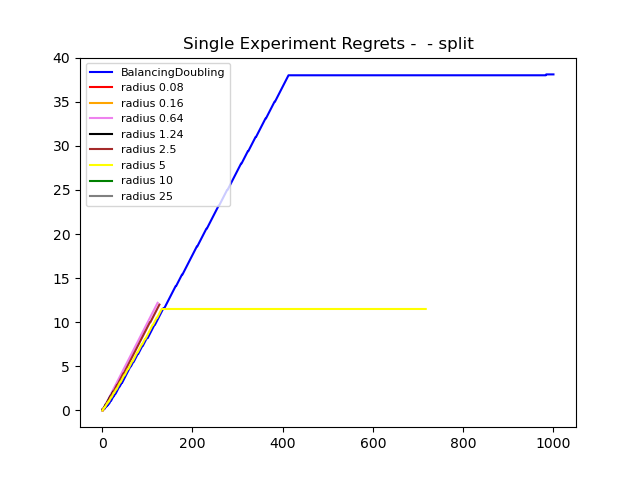 Single Experiment Regrets -  - split
40
35
30
25
20
15
10
5
0
BalancingDoubling
radius 0.08
radius 0.16
radius 0.64
radius 1.24
radius 2.5
radius 5
radius 10
radius 25
0 200 400 600 800 1000